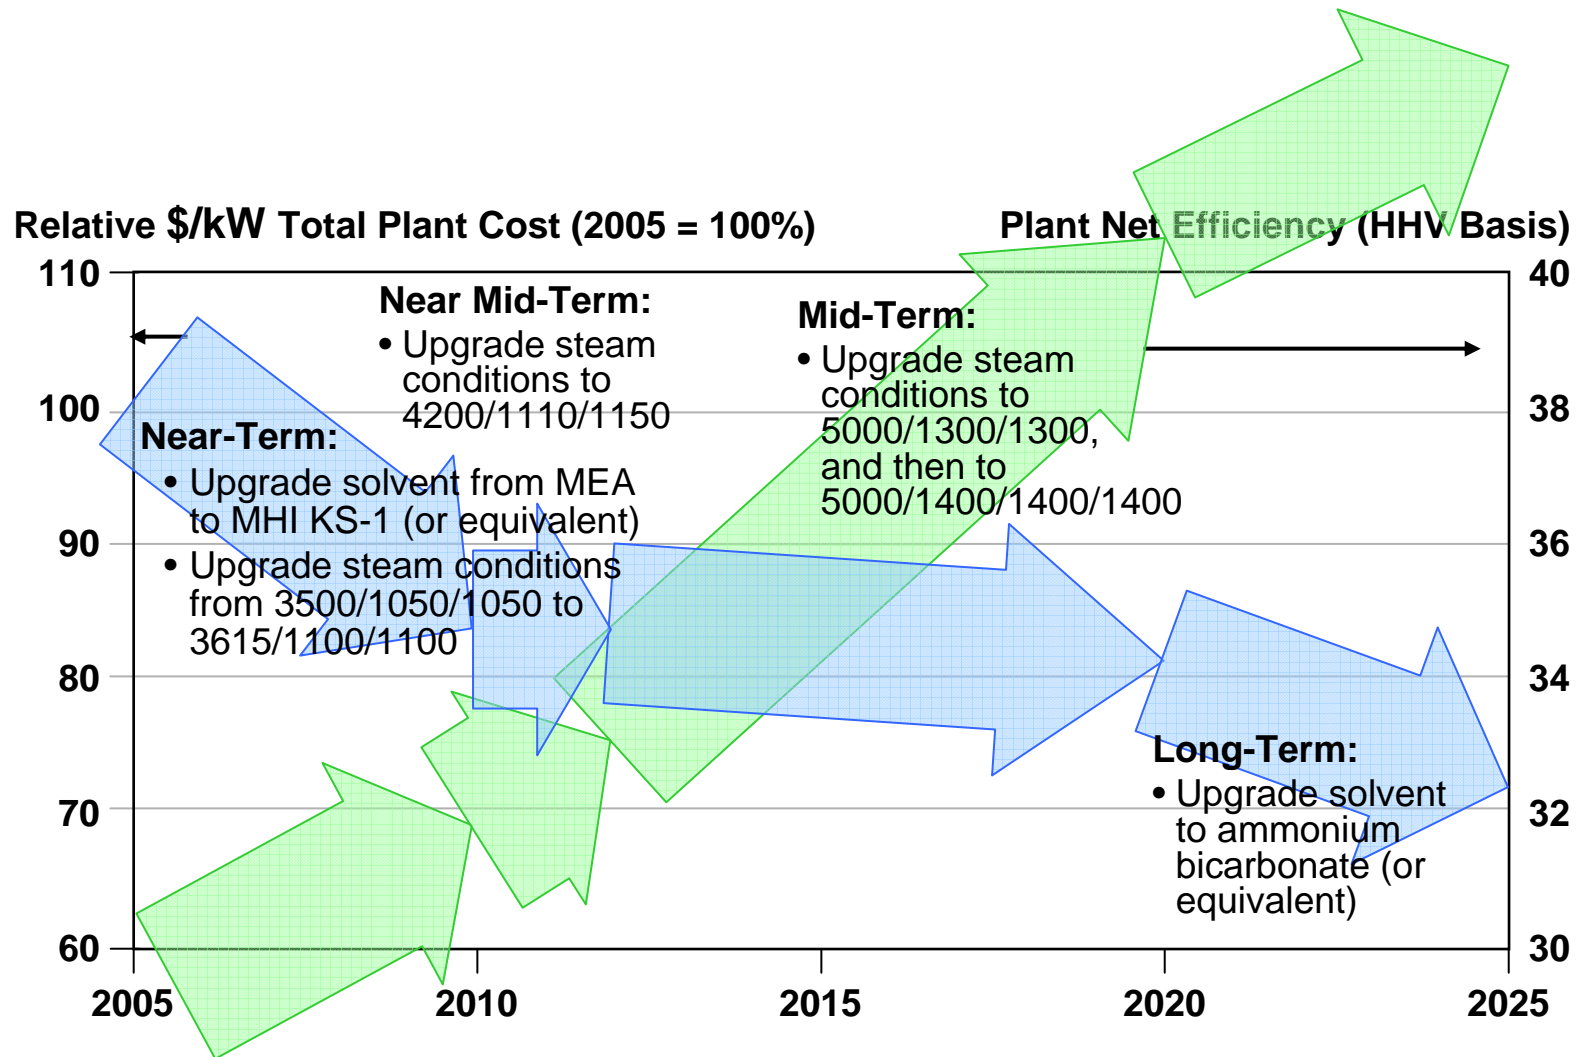 Relative $/kW Total Plant Cost (2005 = 100%)
Plant Net Efficiency (HHV Basis)
110
100
90
80
70
60
40
38
36
34
32
30
Near-Term:
• Upgrade solvent from MEA
to MHI KS-1 (or equivalent)
• Upgrade steam conditions
from 3500/1050/1050 to
3615/1100/1100
Near Mid-Term:
• Upgrade steam
conditions to
4200/1110/1150
Mid-Term:
• Upgrade steam
conditions to
5000/1300/1300,
and then to
5000/1400/1400/1400
Long-Term:
• Upgrade solvent
to ammonium
bicarbonate (or
equivalent)
2005
2010
2015
2020
2025